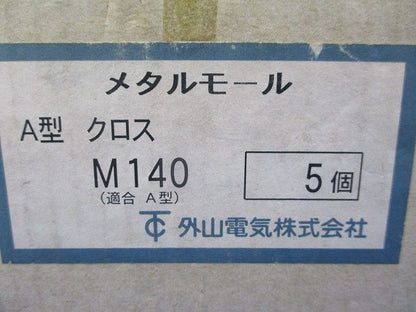 メタルモール
A型 クロス
M140
(適合 A型)
5個
外山電気株式会社